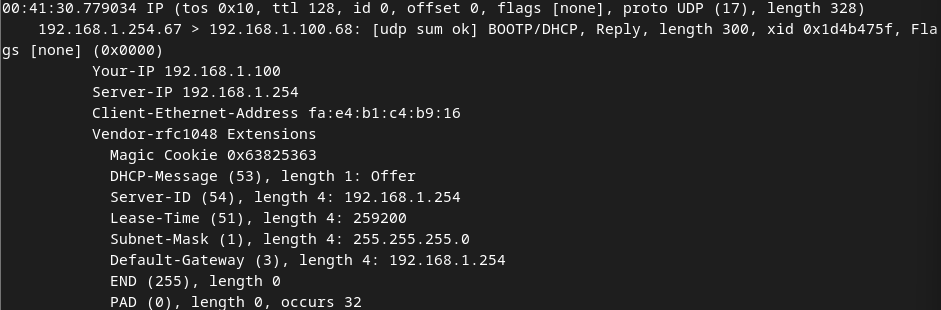 00:41:30.779034 IP (tos 0x10, ttl 128, id 0, offset 0, flags [none], proto UDP (17), length 328)
192.168.1.254.67 > 192.168.1.100.68: [udp sum ok] BOOTP/DHCP, Reply, length 300, xid 0x1d4b475f, Fla
gs [none] (0x0000)
Your-IP 192.168.1.100
Server-IP 192.168.1.254
Client-Ethernet-Address fa:e4:b1:c4:b9:16
Vendor-rfc1048 Extensions
Magic Cookie 0x63825363
DHCP-Message (53), length 1: Offer
Server-ID (54), length 4: 192.168.1.254
Lease-Time (51), length 4: 259200
Subnet-Mask (1), length 4: 255.255.255.0
Default-Gateway (3), length 4: 192.168.1.254
END (255), length 0
PAD (0), length 0, occurs 32